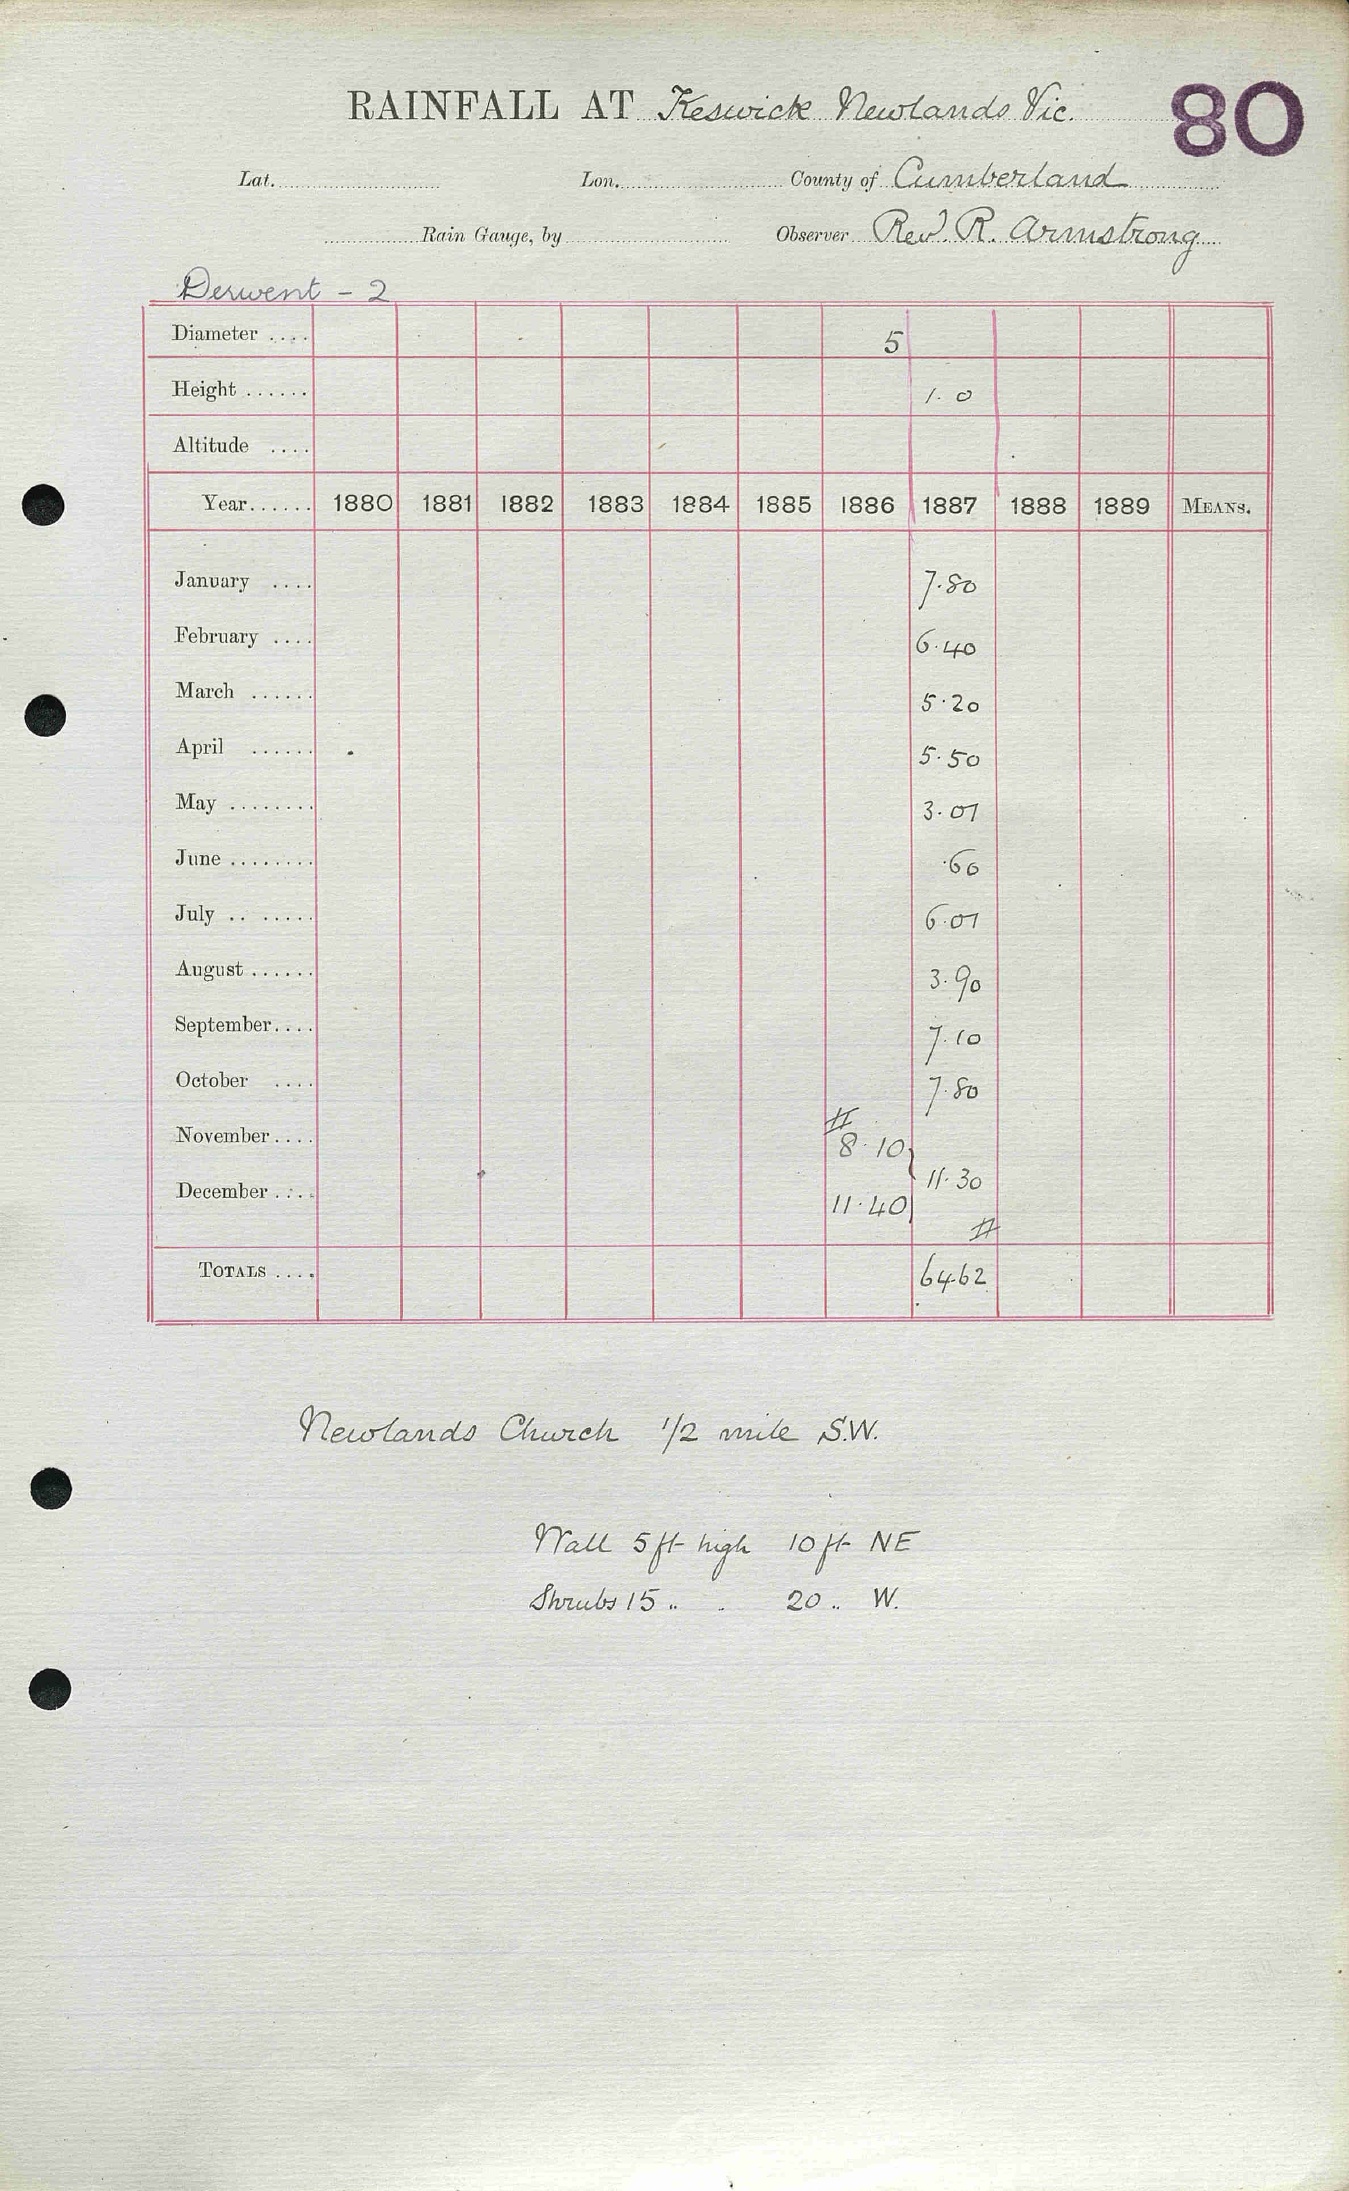 RAINFALL AT Keswick Newlands Vic. 80
Lat. Lon. County of Cumberland
Rain Gauge, by Observer Rev. R. Armstrong
Derwent - 2
Diameter .... 5
Height ...... 1. 0
Altitude ....
Year...... 1880 1881 1882 1883 1884 1885 1886 1887 1888 1889 MEANS.
January .... 7.80
February .... 6.40
March ...... 5.20
April ...... 5.50
May ........ 3.01
June ........ .60
July .. ..... 6.01
August ...... 3.90
September.... 7.10
October .... 7.80
November.... # 8.10
December .... 11.40 } 11.30 #
TOTALS .... 64.62
Newlands Church 1/2 mile S.W.
Wall 5 ft high 10 ft NE
Shrubs 15 .. . 20 .. W.